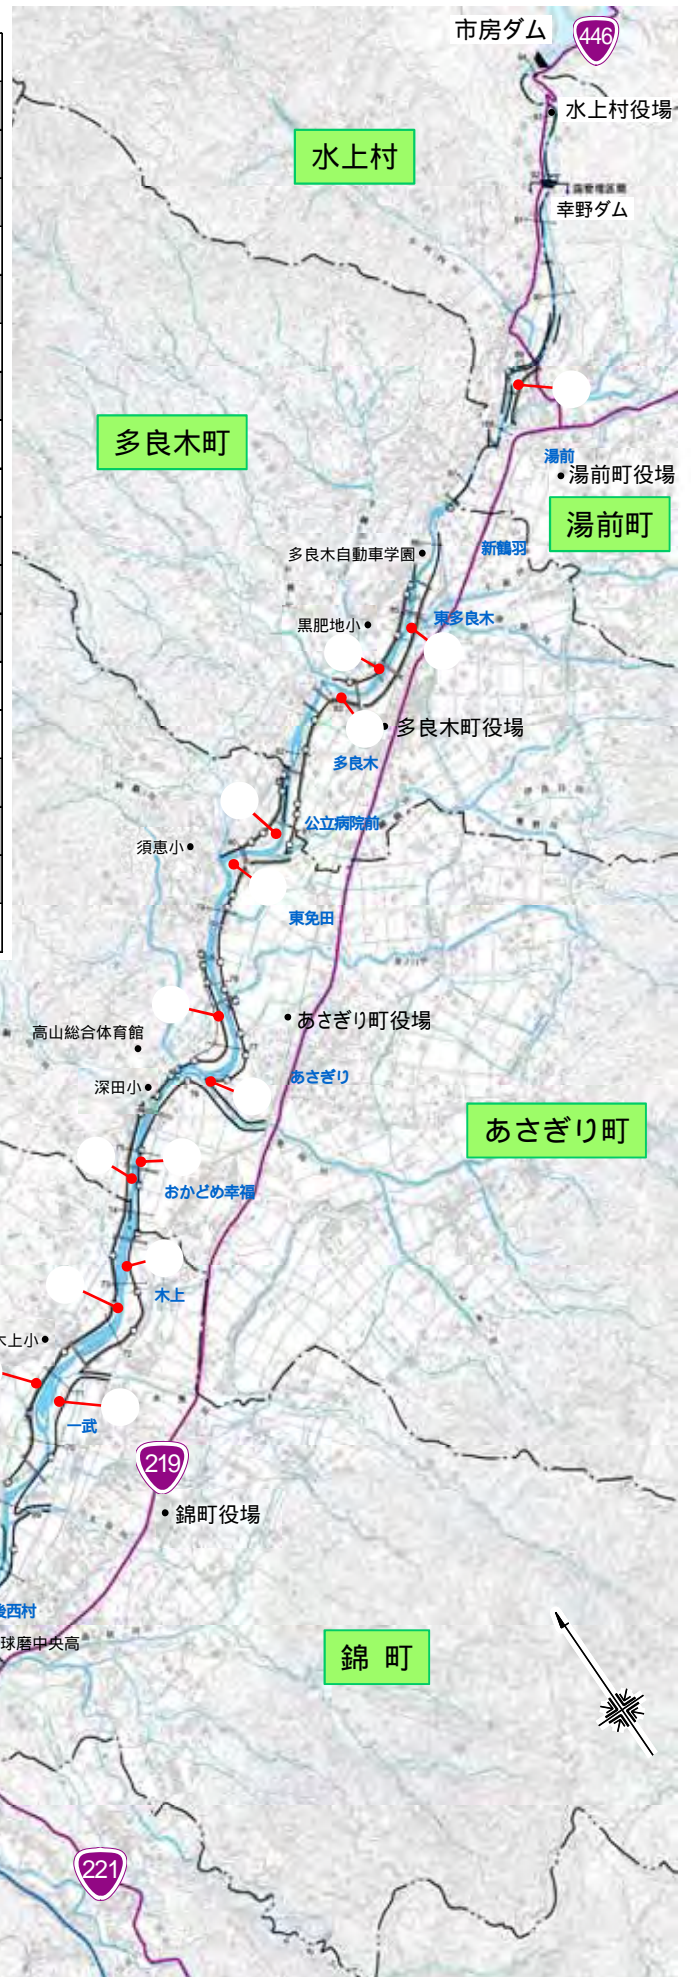 市房ダム
446
水上村役場
水上村
幸野ダム
多良木町
湯前
湯前町役場
湯前町
新鶴羽
多良木自動車学園
東多良木
黒肥地小
多良木町役場
多良木
公立病院前
須恵小
東免田
あさぎり町役場
高山総合体育館
あさぎり
深田小
あさぎり町
おかどめ幸福
木上
木上小
一武
219
錦町役場
後西村
球磨中央高
錦 町
221